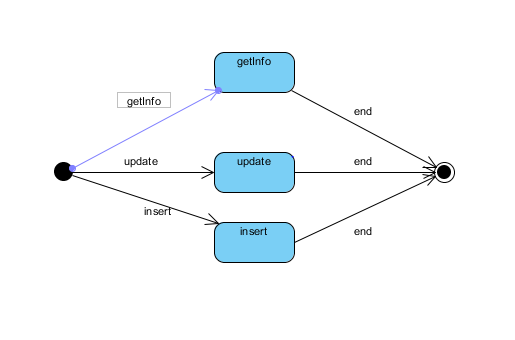 getInfo
getInfo
end
update
update
end
insert
insert
end